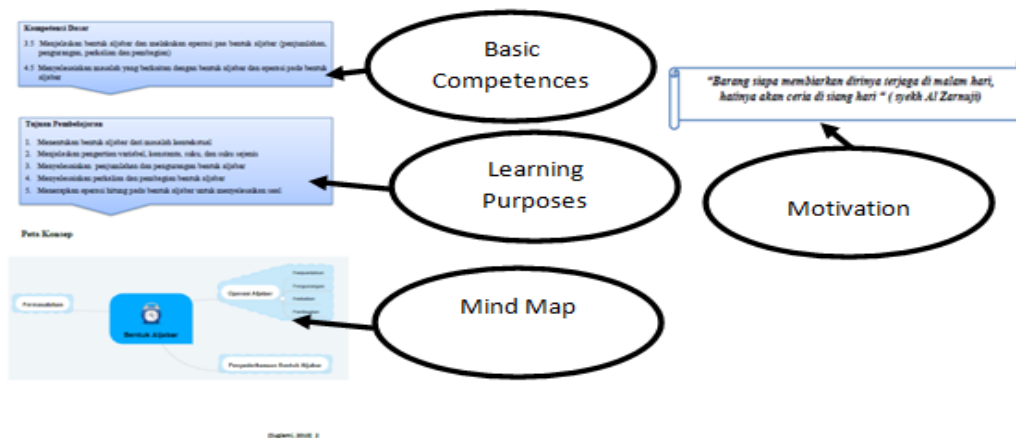 Kompetensi Dasar
3.5 Menjelaskan bentuk aljabar dan melakukan operasi pas bentuk aljabar (penjumlahan,
pengurangan, perkalian dan pembagian)
4.5 Menyelesaiakan masalah yang berkaitan dengan bentuk aljabar dan operasi pada bentuk
aljabar
Basic
Competences
"Barang siapa membiarkan dirinya terjaga di malam hari,
hatinya akan ceria di siang hari " ( syekh Al Zarnuji)
Tujuan Pembelajaran
1. Menentukan bentuk aljabar dari masalah kontekstual
2. Menjelaskan pengertian variabel, konstanta, suku, dan suku sejenis
3. Menyelesaiakan penjumlahan dan pengurangan bentuk aljabar
4. Menyelesaiakan perkalian dan pembagian bentuk aljabar
5. Menerapkan operasi hitung pada bentuk aljabar untuk menyelesaikan soal
Learning
Purposes
Motivation
Peta Konsep
Permasalahan
Bentuk Aljabar
Operasi Aljabar
Penjumlahan
Pengurangan
Perkalian
Pembagian
Penyederhanaan Bentuk Aljabar
Mind Map